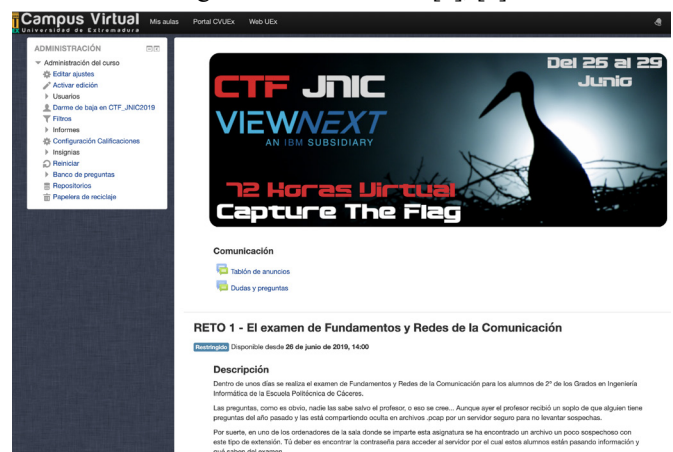 Campus Virtual
Universidad de Extremadura
Mis aulas
Portal CVUEx
Web UEx
ADMINISTRACIÓN
Administración del curso
Editar ajustes
Activar edición
Usuarios
Darme de baja en CTF_JNIC2019
Filtros
Informes
Configuración Calificaciones
Insignias
Reiniciar
Banco de preguntas
Repositorios
Papelera de reciclaje
Del 26 al 29
Junio
CTF JNIC
VIEWNEXT
AN IBM SUBSIDIARY
72 Horas Virtual
Capture The Flag
Comunicación
Tablón de anuncios
Dudas y preguntas
RETO 1 - El examen de Fundamentos y Redes de la Comunicación
Restringido Disponible desde 26 de junio de 2019, 14:00
Descripción
Dentro de unos días se realiza el examen de Fundamentos y Redes de la Comunicación para los alumnos de 2º de los Grados en Ingeniería
Informática de la Escuela Politécnica de Cáceres.
Las preguntas, como es obvio, nadie las sabe salvo el profesor, o eso se cree... Aunque ayer el profesor recibió un soplo de que alguien tiene
preguntas del año pasado y las está compartiendo oculta en archivos .pcap por un servidor seguro para no levantar sospechas.
Por suerte, en uno de los ordenadores de la sala donde se imparte esta asignatura se ha encontrado un archivo un poco sospechoso con
este tipo de extensión. Tú deber es encontrar la contraseña para acceder al servidor por el cual estos alumnos están pasando información y
qué saben del examen